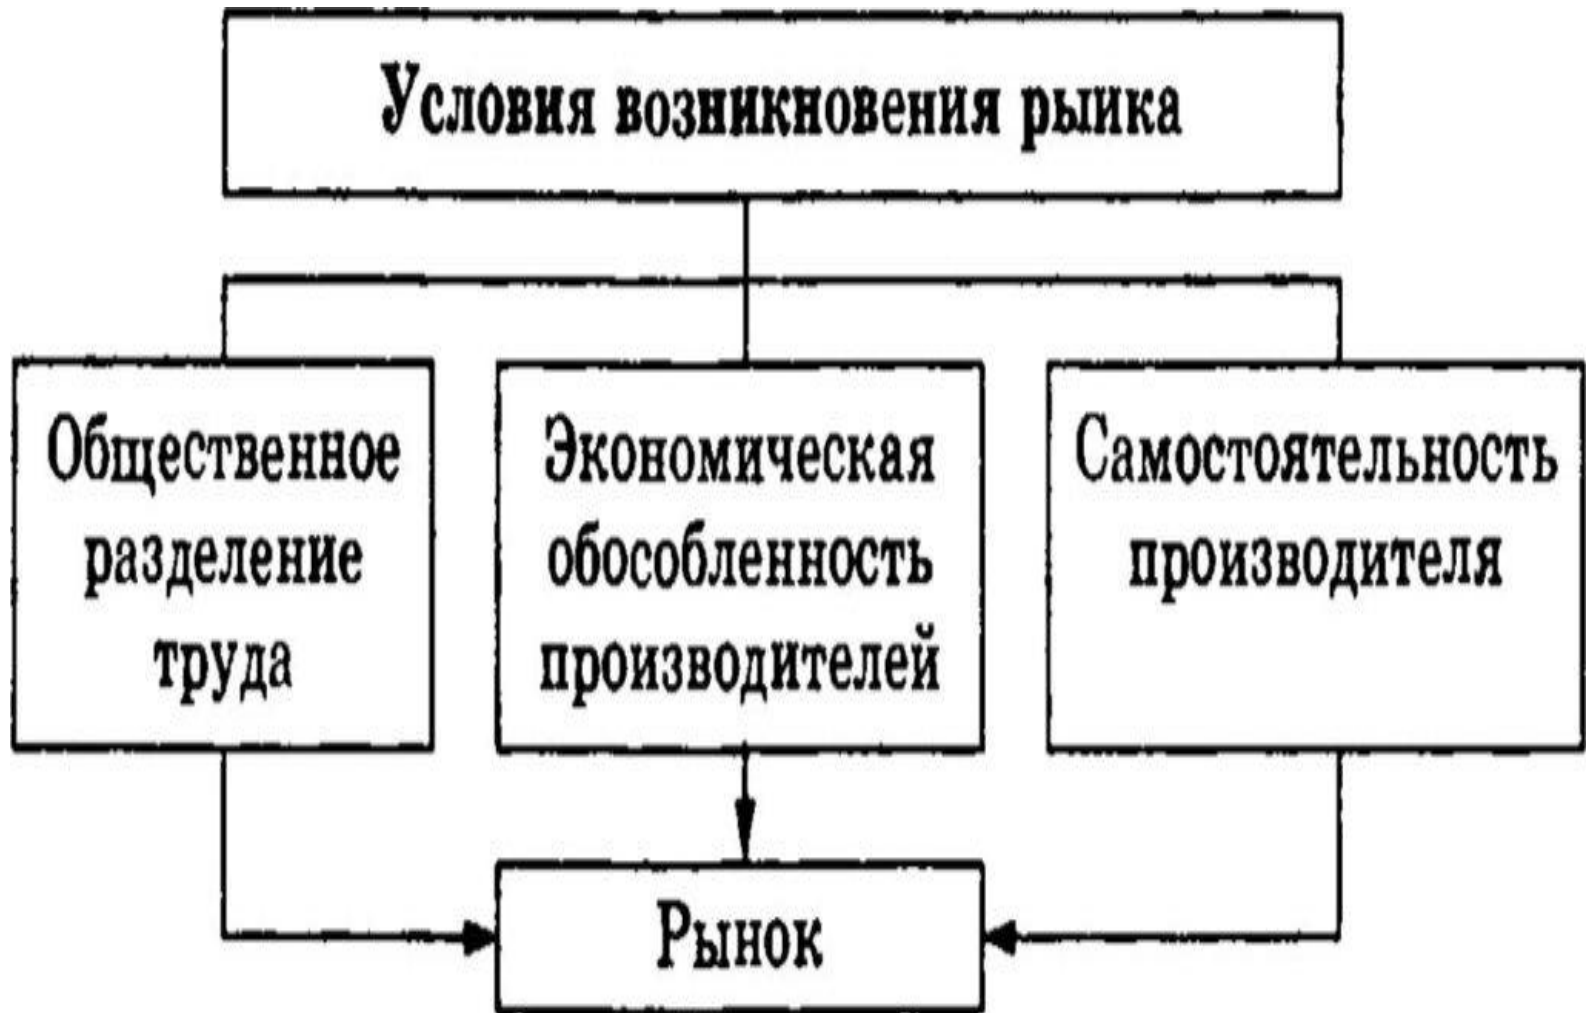 Условия возникновения рыика
Общественное
разделение
труда
Экономическая
обособленность
производителей
Самостоятельность
производителя
Рынок